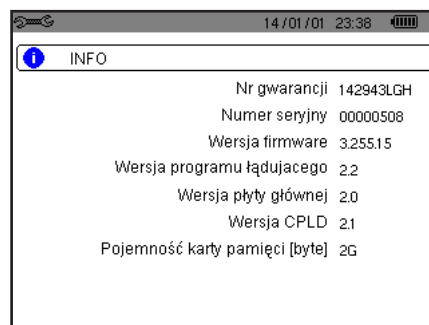 14/01/01 23:38
INFO
Nr gwarancji 142943LGH
Numer seryjny 00000508
Wersja firmware 3.255.15
Wersja programu łądujacego 2.2
Wersja płyty głównej 2.0
Wersja CPLD 2.1
Pojemność karty pamięci [byte] 2G